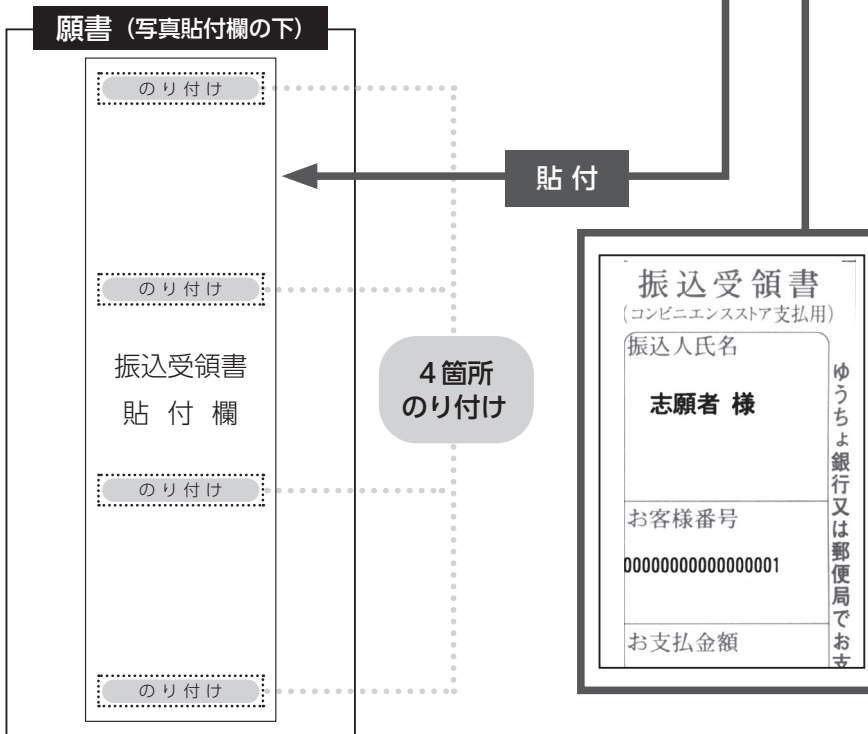 願書（写真貼付欄の下）
のり付け
のり付け
振込受領書
貼付欄
のり付け
のり付け
4箇所
のり付け
貼付
振込受領書
(コンビニエンスストア支払用)
振込人氏名
志願者 様
お客様番号
00000000000000001
お支払金額
ゆうちょ銀行又は郵便局でお支